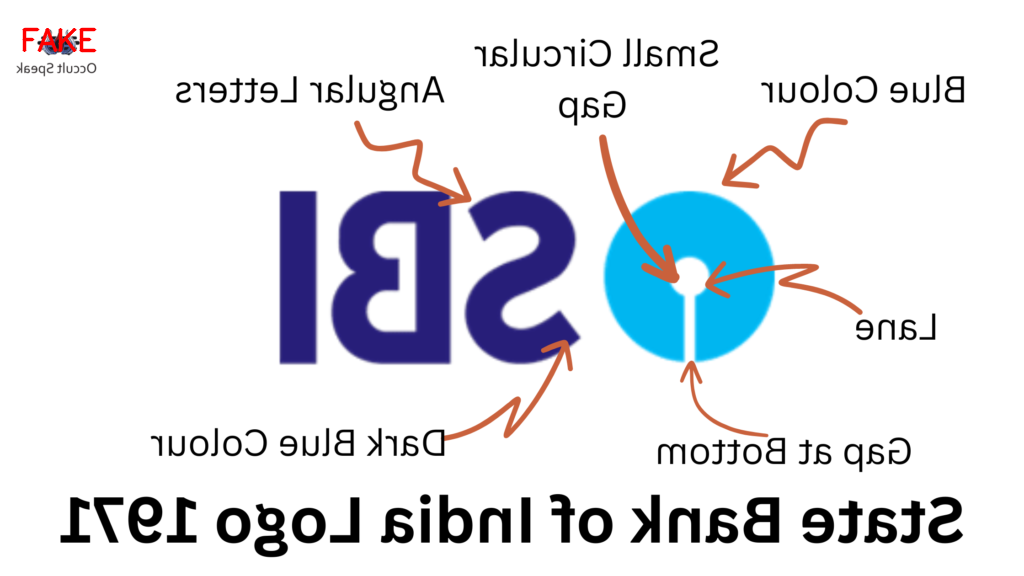 FAKE
Occult Speak
Small Circular
Gap
Angular Letters
Blue Colour
SBI
Lane
Dark Blue Colour
Gap at Bottom
State Bank of India Logo 1971